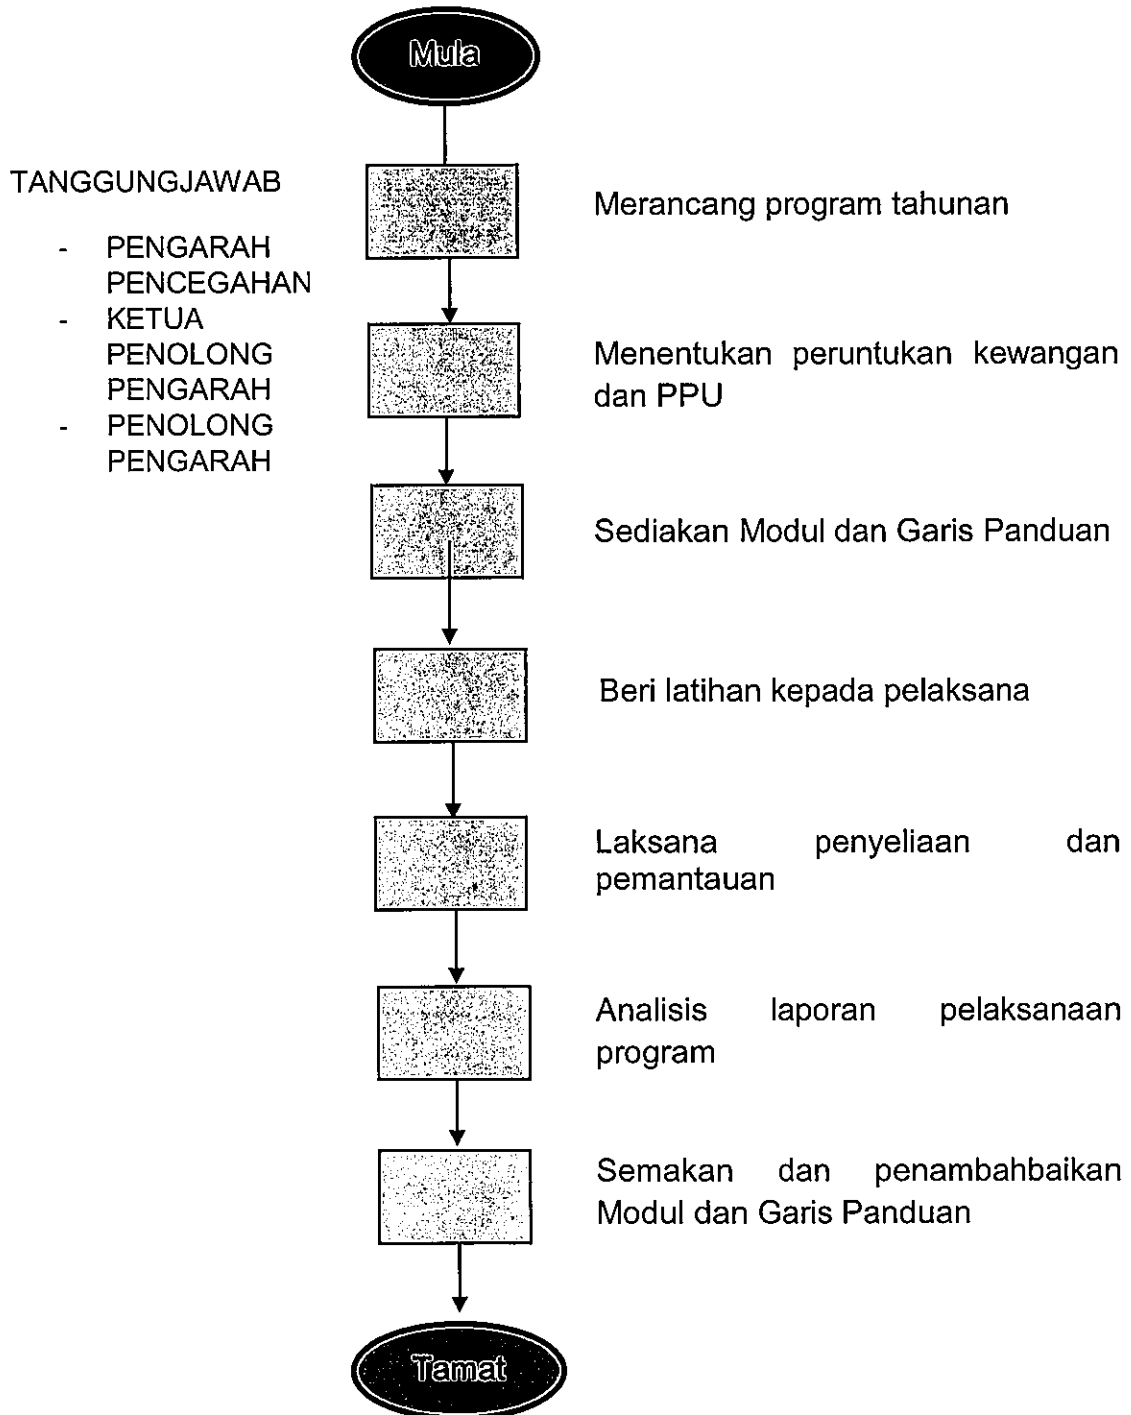 Mula
TANGGUNGJAWAB
- PENGARAH
PENCEGAHAN
- KETUA
PENOLONG
PENGARAH
- PENOLONG
PENGARAH
Merancang program tahunan
Menentukan peruntukan kewangan
dan PPU
Sediakan Modul dan Garis Panduan
Beri latihan kepada pelaksana
Laksana penyeliaan dan
pemantauan
Analisis laporan pelaksanaan
program
Semakan dan penambahbaikan
Modul dan Garis Panduan
Tamat